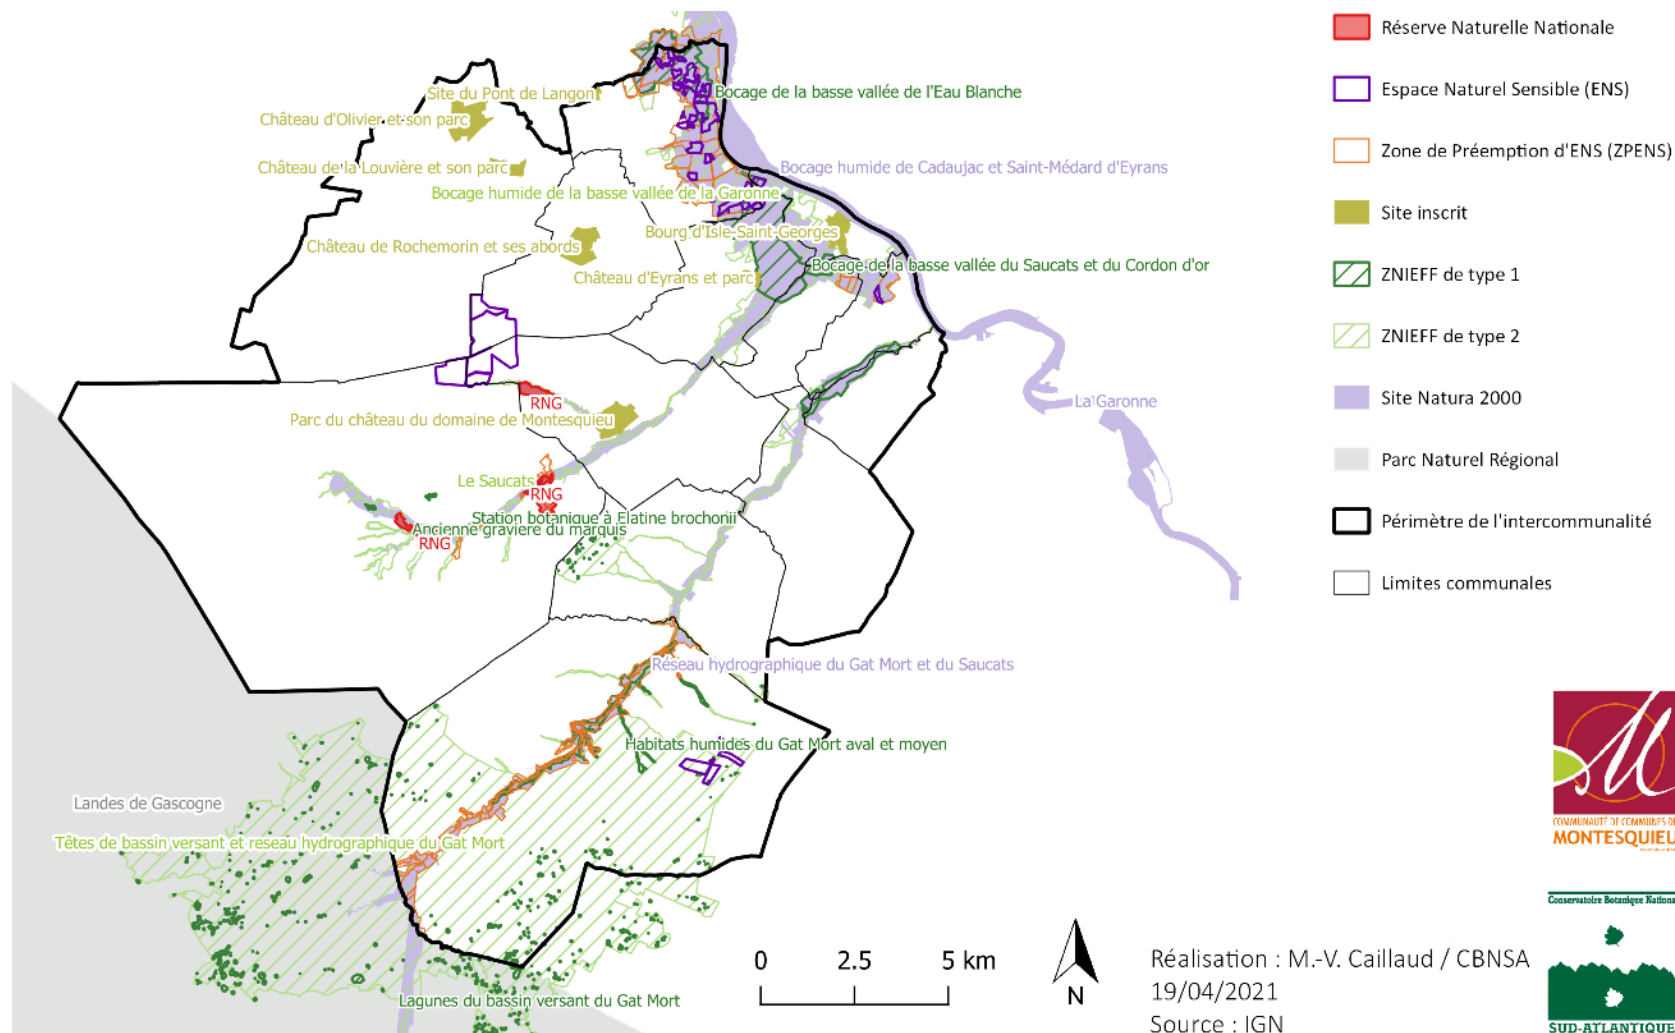 Réserve Naturelle Nationale
Espace Naturel Sensible (ENS)
Zone de Préemption d'ENS (ZPENS)
Site inscrit
ZNIEFF de type 1
ZNIEFF de type 2
Site Natura 2000
Parc Naturel Régional
Périmètre de l'intercommunalité
Limites communales
Site du Pont de Langon
Bocage de la basse vallée de l'Eau Blanche
Château d'Olivier et son parc
Château de la Louvière et son parc
Bocage humide de Cadaujac et Saint-Médard d'Eyrans
Bocage humide de la basse vallée de la Garonne
Bourg d'Isle-Saint-Georges
Château de Rochemorin et ses abords
Bocage de la basse vallée du Saucats et du Cordon d'or
Château d'Eyrans et parc
RNG
La Garonne
Parc du château du domaine de Montesquieu
Le Saucats
RNG
Station botanique à Elatine brochonii
Ancienne gravière du marquis
RNG
Réseau hydrographique du Gat Mort et du Saucats
Habitats humides du Gat Mort aval et moyen
Landes de Gascogne
Têtes de bassin versant et reseau hydrographique du Gat Mort
Lagunes du bassin versant du Gat Mort
0 2.5 5 km
N
Réalisation : M.-V. Caillaud / CBNSA
19/04/2021
Source : IGN
M
COMMUNAUTÉ DE COMMUNES DE
MONTESQUIEU
Conservatoire Botanique Nationa
SUD-ATLANTIQUE